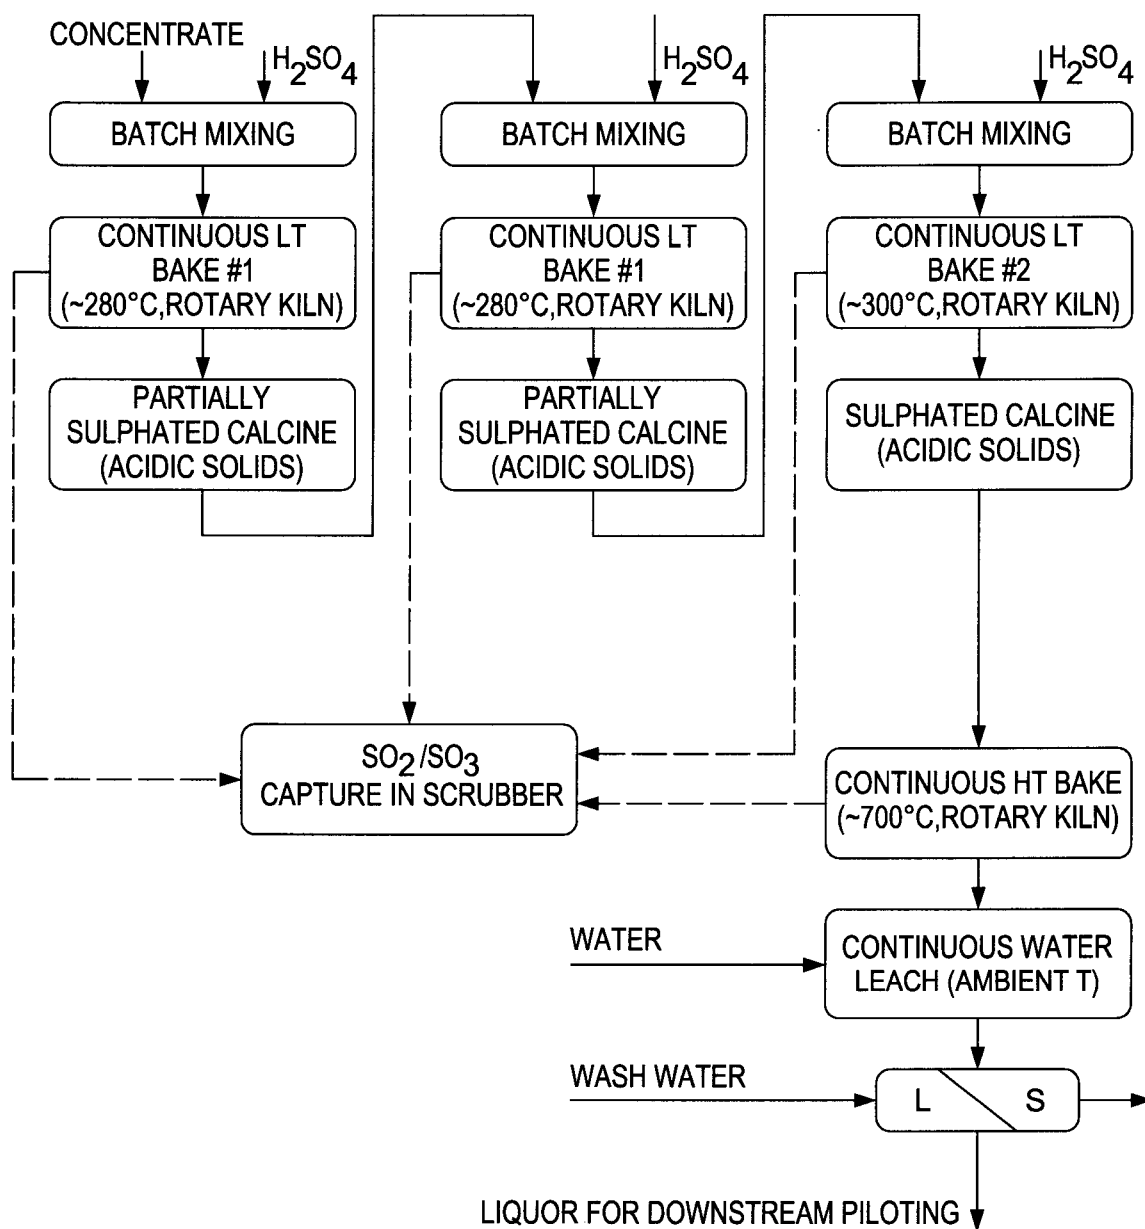 CONCENTRATE
H2SO4
BATCH MIXING
CONTINUOUS LT
BAKE #1
(~280°C,ROTARY KILN)
PARTIALLY
SULPHATED CALCINE
(ACIDIC SOLIDS)
H2SO4
BATCH MIXING
CONTINUOUS LT
BAKE #1
(~280°C,ROTARY KILN)
PARTIALLY
SULPHATED CALCINE
(ACIDIC SOLIDS)
H2SO4
BATCH MIXING
CONTINUOUS LT
BAKE #2
(~300°C,ROTARY KILN)
SULPHATED CALCINE
(ACIDIC SOLIDS)
SO2/SO3
CAPTURE IN SCRUBBER
CONTINUOUS HT BAKE
(~700°C,ROTARY KILN)
WATER
CONTINUOUS WATER
LEACH (AMBIENT T)
WASH WATER
L S
LIQUOR FOR DOWNSTREAM PILOTING